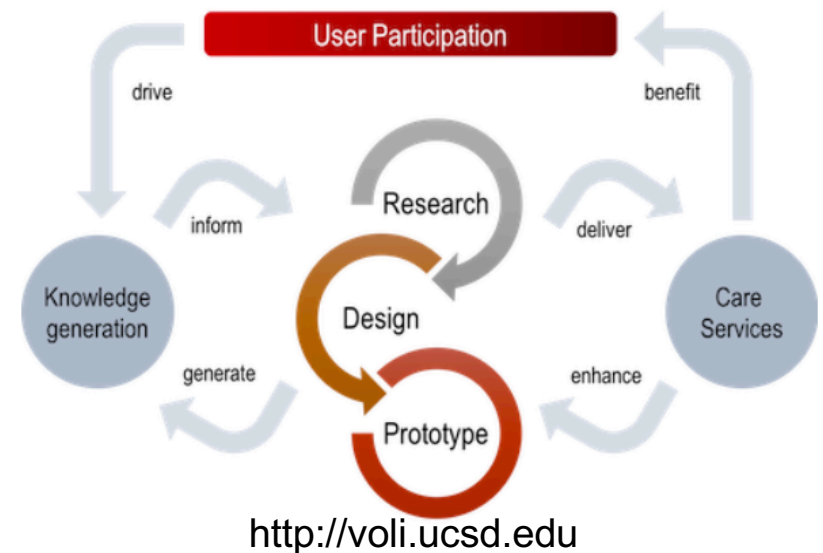 User Participation
drive
benefit
Research
inform
deliver
Knowledge
generation
Design
Care
Services
generate
enhance
Prototype
http://voli.ucsd.edu